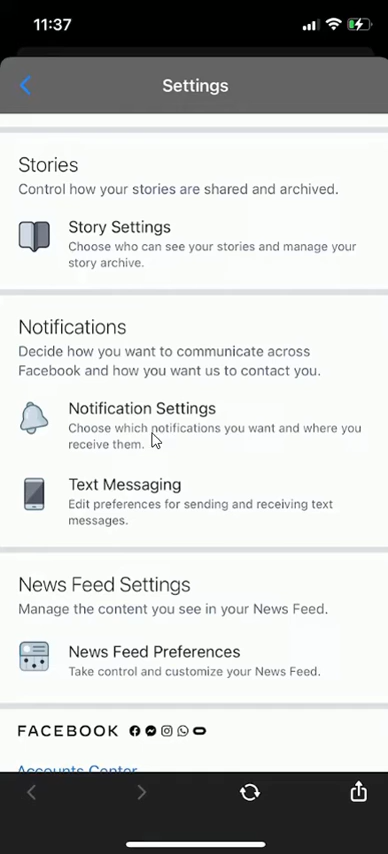 11:37
Settings
Stories
Control how your stories are shared and archived.
Story Settings
Choose who can see your stories and manage your
story archive.
Notifications
Decide how you want to communicate across
Facebook and how you want us to contact you.
Notification Settings
Choose which notifications you want and where you
receive them.
Text Messaging
Edit preferences for sending and receiving text
messages.
News Feed Settings
Manage the content you see in your News Feed.
News Feed Preferences
Take control and customize your News Feed.
FACEBOOK
Accounts Center